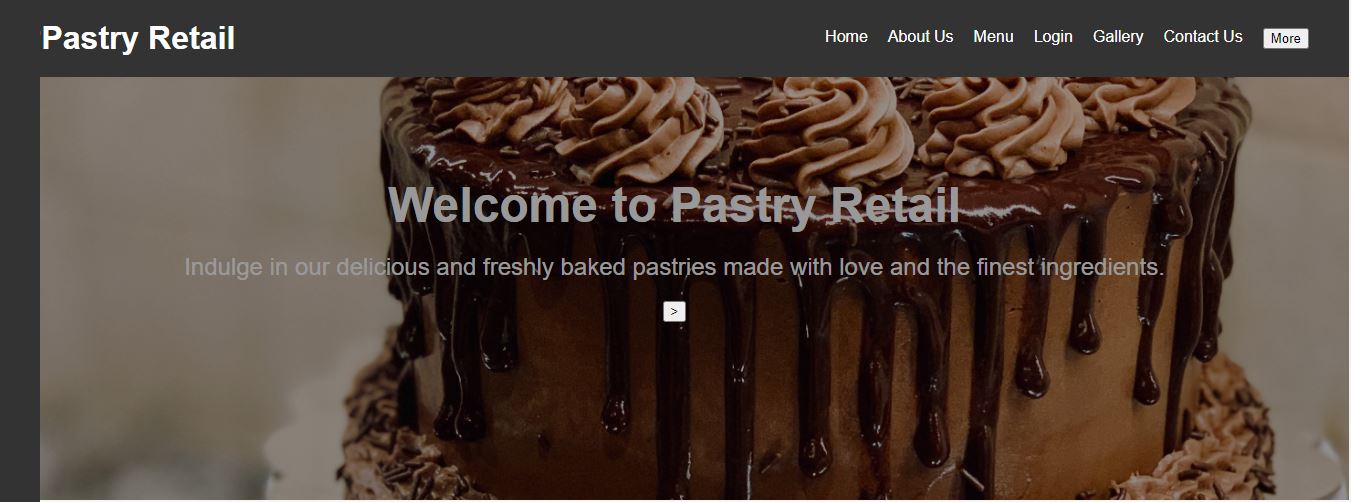 Pastry Retail
Home About Us Menu Login Gallery Contact Us More
Welcome to Pastry Retail
Indulge in our delicious and freshly baked pastries made with love and the finest ingredients.
>